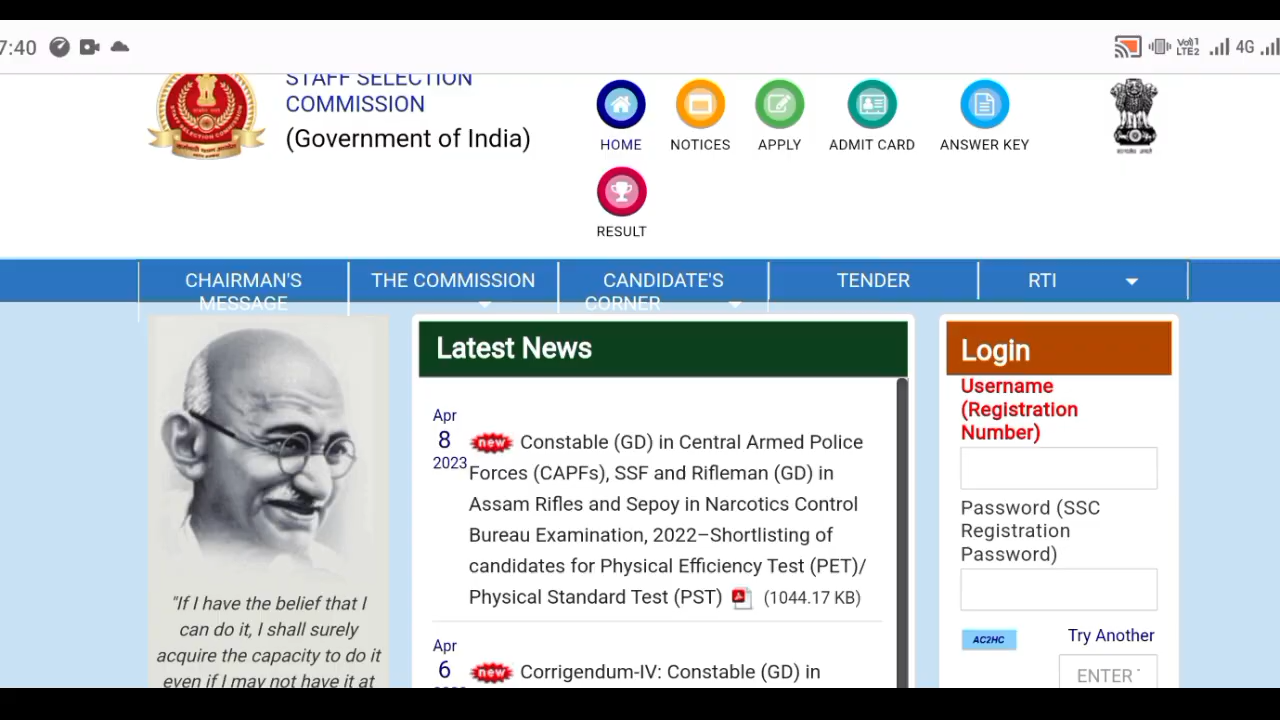 7:40
Vo)) 1
LTE2
4G
STAFF SELECTION
COMMISSION
(Government of India)
HOME
NOTICES
APPLY
ADMIT CARD
ANSWER KEY
RESULT
CHAIRMAN'S
MESSAGE
THE COMMISSION
CANDIDATE'S
CORNER
TENDER
RTI
"If I have the belief that I
can do it, I shall surely
acquire the capacity to do it
even if I may not have it at
Latest News
Apr
8
2023
new Constable (GD) in Central Armed Police
Forces (CAPFs), SSF and Rifleman (GD) in
Assam Rifles and Sepoy in Narcotics Control
Bureau Examination, 2022–Shortlisting of
candidates for Physical Efficiency Test (PET)/
Physical Standard Test (PST) (1044.17 KB)
Apr
6
new Corrigendum-IV: Constable (GD) in
Login
Username
(Registration
Number)
Password (SSC
Registration
Password)
AC2HC
Try Another
ENTER